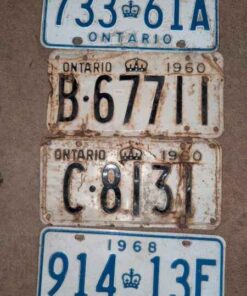 733 61A
ONTARIO
ONTARIO 1960
B·67711
ONTARIO 1960
C·8131
1968
914 13F